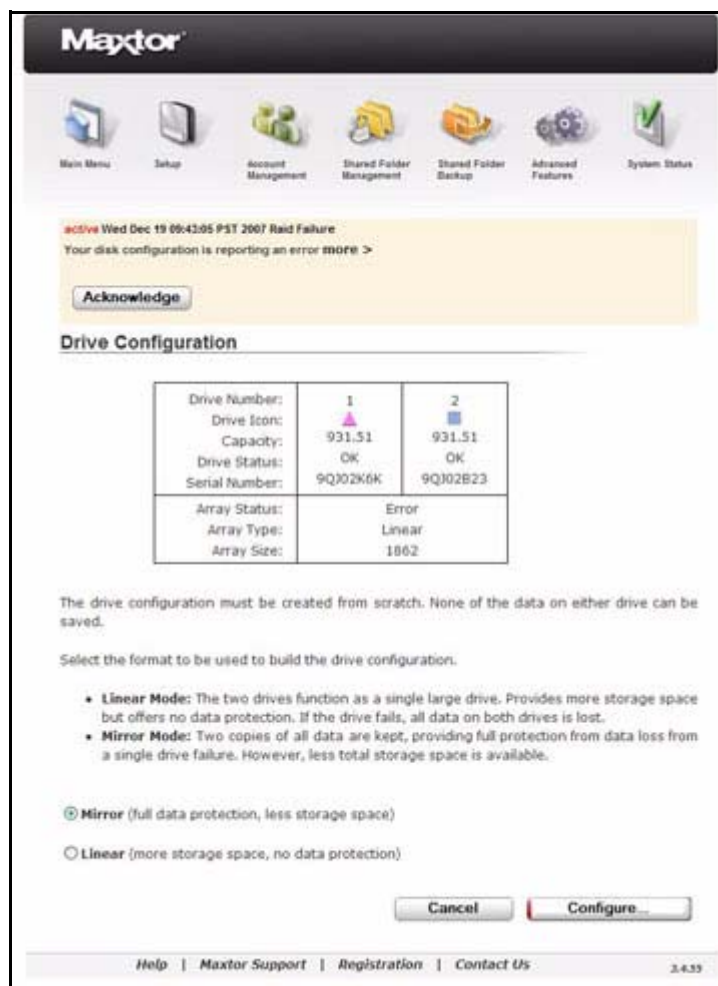 Maxtor
Main Menu
Setup
Account Management
Shared Folder Management
Shared Folder Backup
Advanced Features
System Status
active Wed Dec 19 09:43:05 PST 2007 Raid Failure
Your disk configuration is reporting an error more >
Acknowledge
Drive Configuration
Drive Number: 1 2
Drive Icon:
Capacity: 931.51 931.51
Drive Status: OK OK
Serial Number: 9QJ02K6K 9QJ02B23
Array Status: Error
Array Type: Linear
Array Size: 1862
The drive configuration must be created from scratch. None of the data on either drive can be
saved.
Select the format to be used to build the drive configuration.
• Linear Mode: The two drives function as a single large drive. Provides more storage space
but offers no data protection. If the drive fails, all data on both drives is lost.
• Mirror Mode: Two copies of all data are kept, providing full protection from data loss from
a single drive failure. However, less total storage space is available.
Mirror (full data protection, less storage space)
Linear (more storage space, no data protection)
Cancel
Configure...
Help | Maxtor Support | Registration | Contact Us
3.4.55